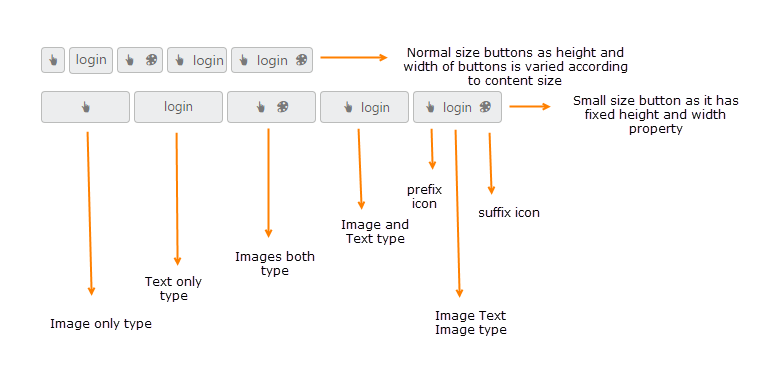 login login login
Normal size buttons as height and
width of buttons is varied according
to content size
login login login
Small size button as it has
fixed height and width
property
prefix
icon
suffix icon
Image and
Text type
Images both
type
Text only
type
Image only type
Image Text
Image type